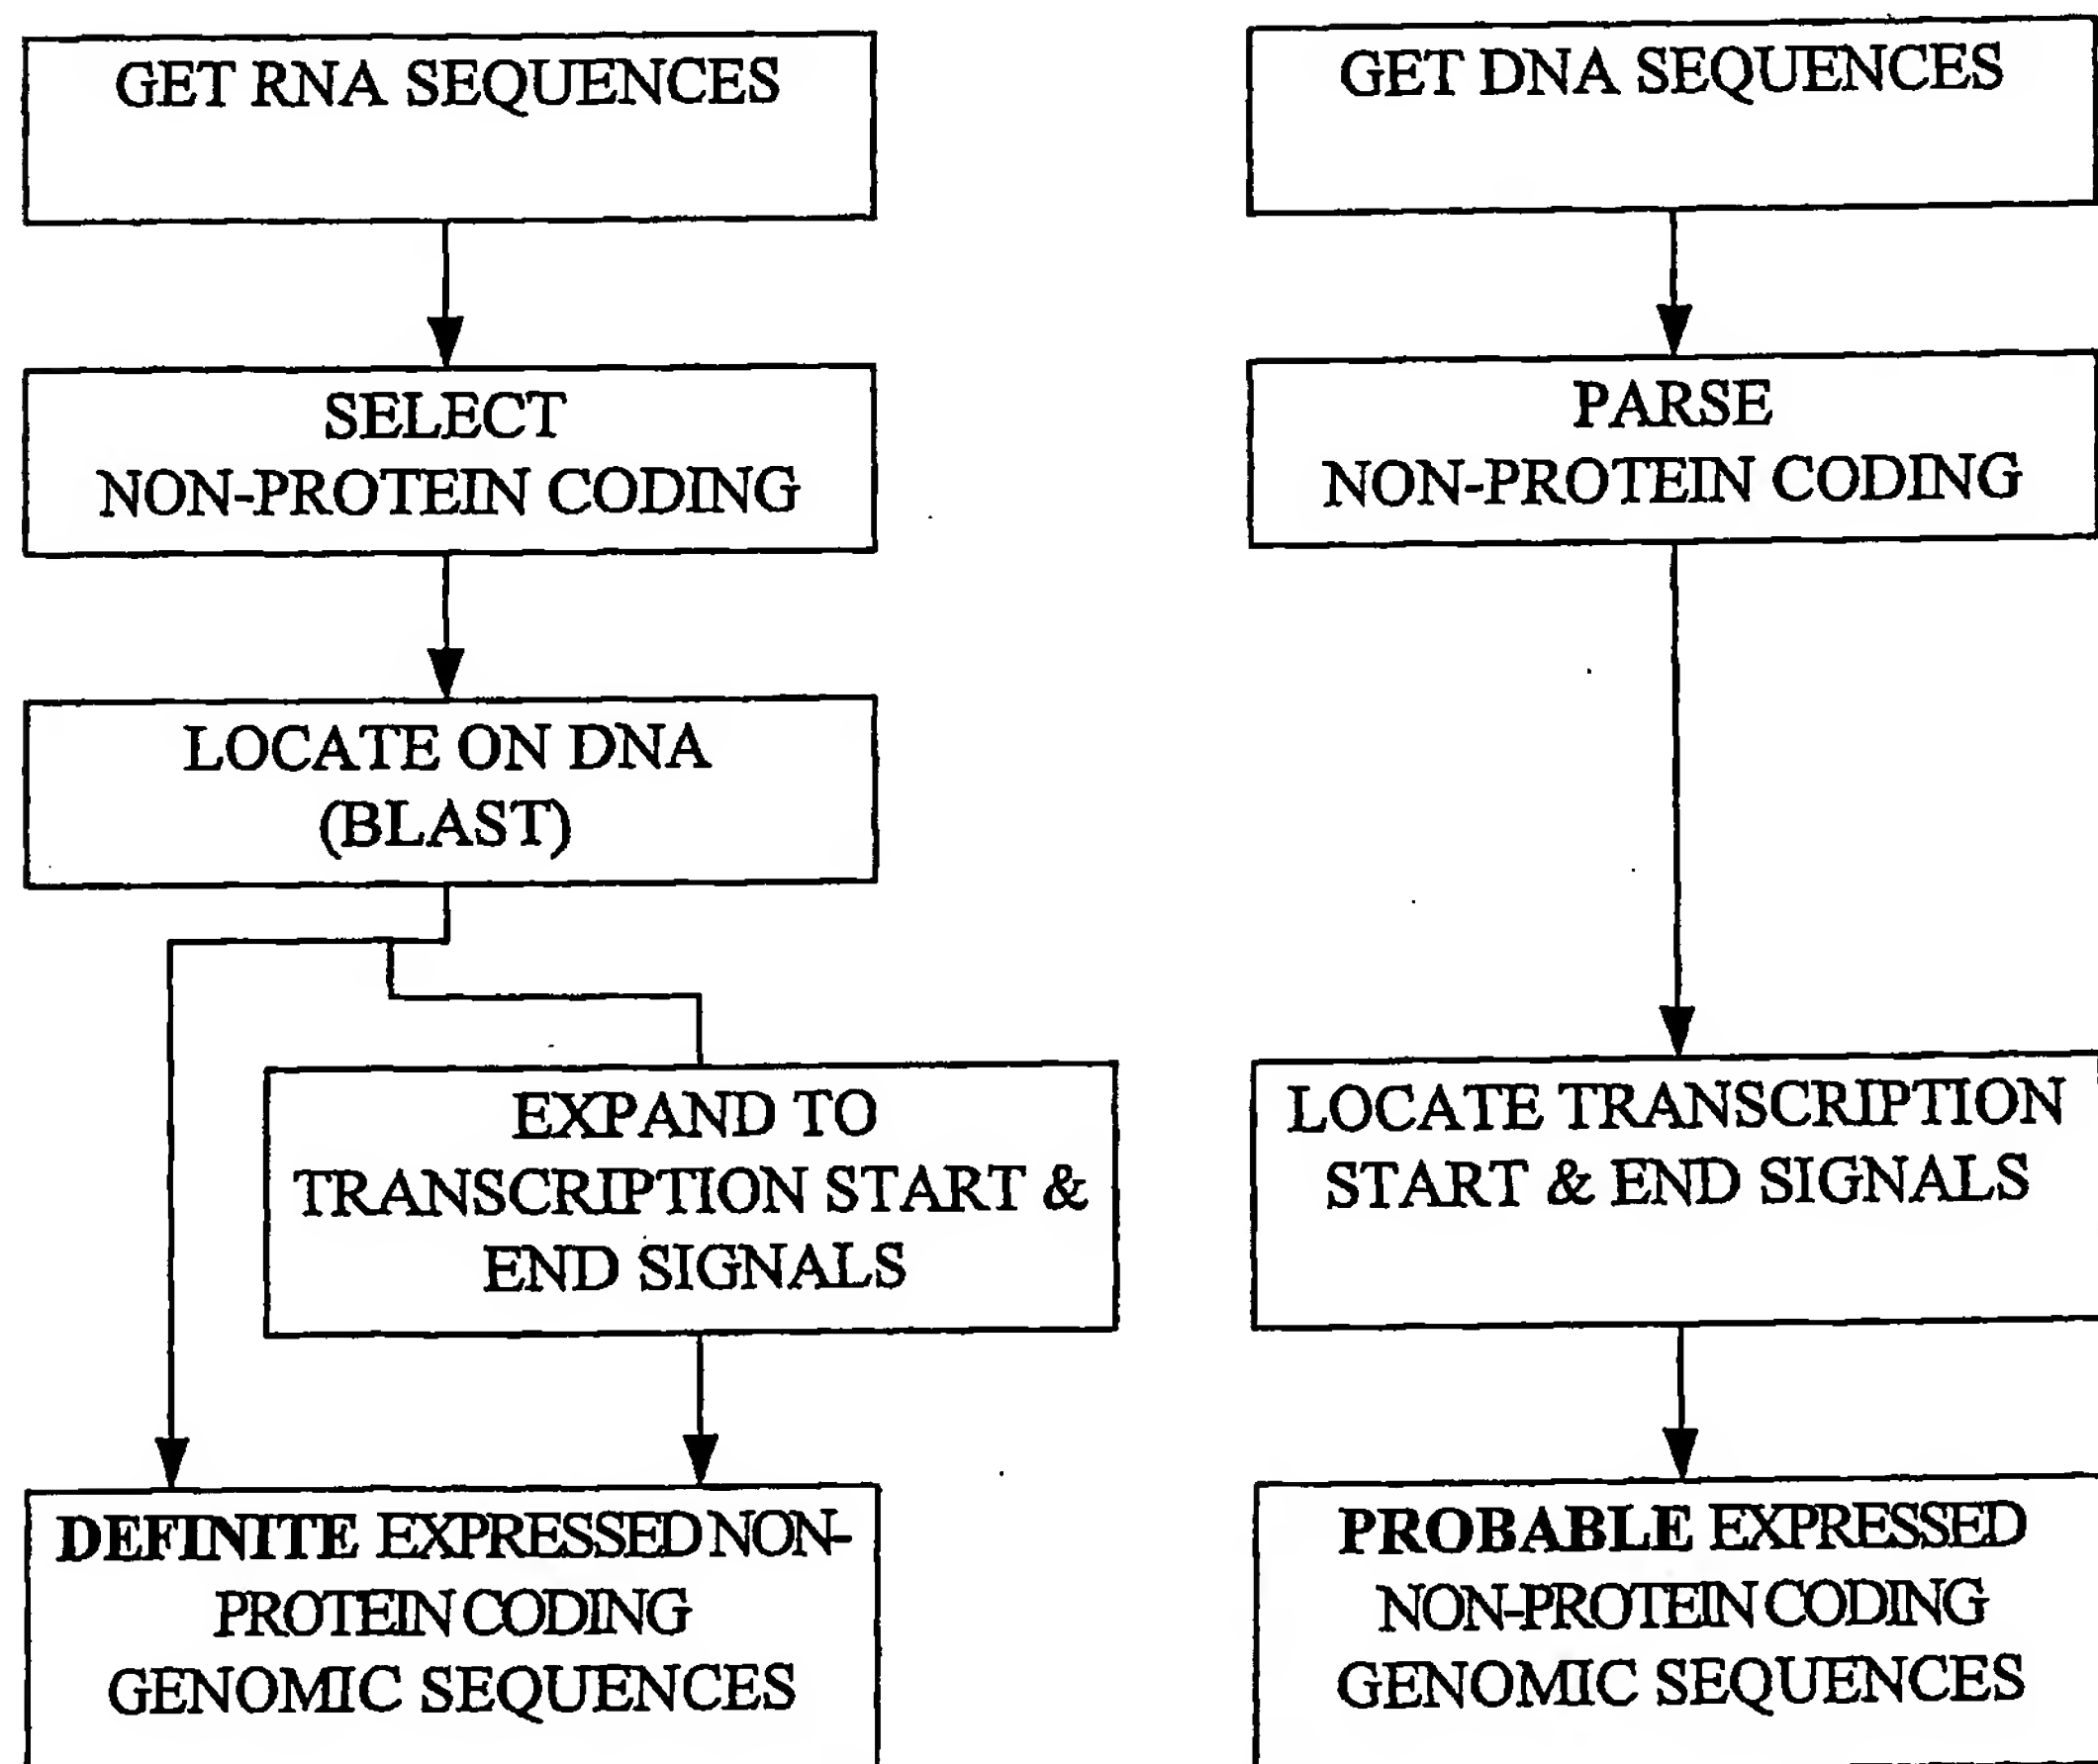 GET RNA SEQUENCES
SELECT
NON-PROTEIN CODING
LOCATE ON DNA
(BLAST)
EXPAND TO
TRANSCRIPTION START &
END SIGNALS
DEFINITE EXPRESSED NON-
PROTEIN CODING
GENOMIC SEQUENCES
GET DNA SEQUENCES
PARSE
NON-PROTEIN CODING
LOCATE TRANSCRIPTION
START & END SIGNALS
PROBABLE EXPRESSED
NON-PROTEIN CODING
GENOMIC SEQUENCES